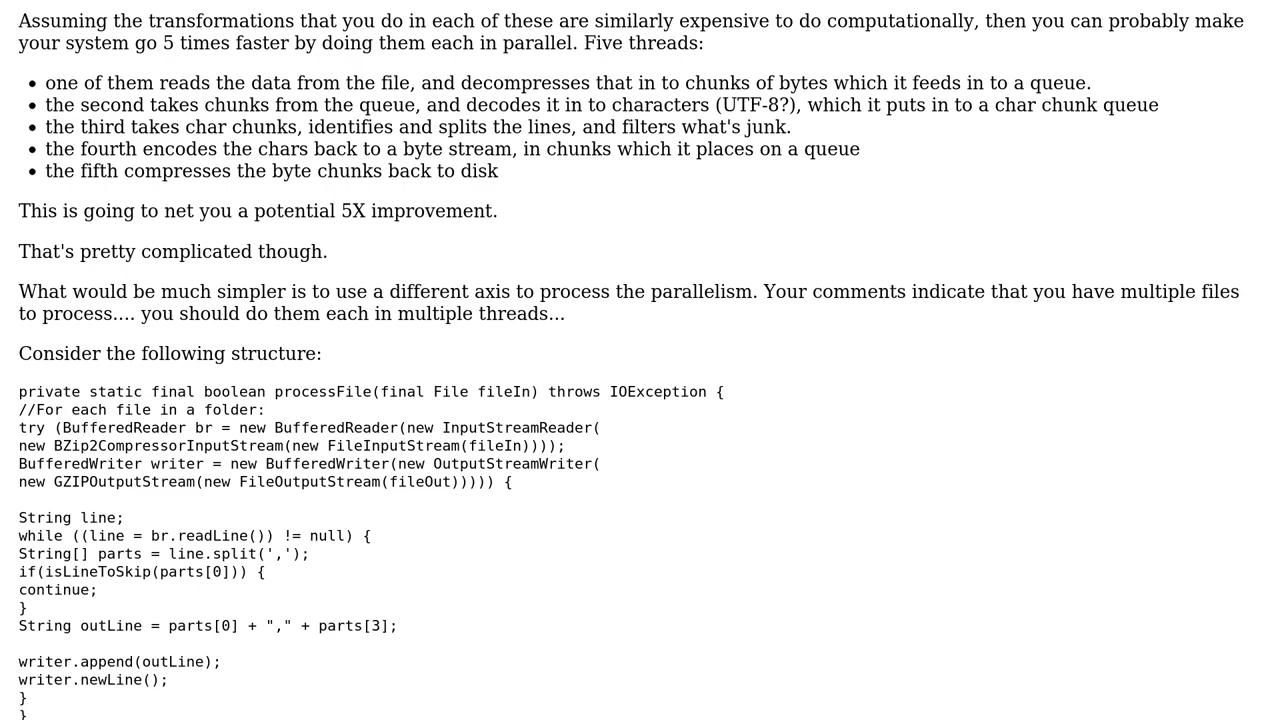 Assuming the transformations that you do in each of these are similarly expensive to do computationally, then you can probably make
your system go 5 times faster by doing them each in parallel. Five threads:
• one of them reads the data from the file, and decompresses that in to chunks of bytes which it feeds in to a queue.
• the second takes chunks from the queue, and decodes it in to characters (UTF-8?), which it puts in to a char chunk queue
• the third takes char chunks, identifies and splits the lines, and filters what's junk.
• the fourth encodes the chars back to a byte stream, in chunks which it places on a queue
• the fifth compresses the byte chunks back to disk
This is going to net you a potential 5X improvement.
That's pretty complicated though.
What would be much simpler is to use a different axis to process the parallelism. Your comments indicate that you have multiple files
to process.... you should do them each in multiple threads...
Consider the following structure:
private static final boolean processFile(final File fileIn) throws IOException {
//For each file in a folder:
try (BufferedReader br = new BufferedReader(new InputStreamReader(
new BZip2CompressorInputStream(new FileInputStream(fileIn))));
BufferedWriter writer = new BufferedWriter(new OutputStreamWriter(
new GZIPOutputStream(new FileOutputStream(fileOut))))) {
String line;
while ((line = br.readLine()) != null) {
String[] parts = line.split(',');
if(isLineToSkip(parts[0])) {
continue;
}
String outLine = parts[0] + "," + parts[3];
writer.append(outLine);
writer.newLine();
}
}